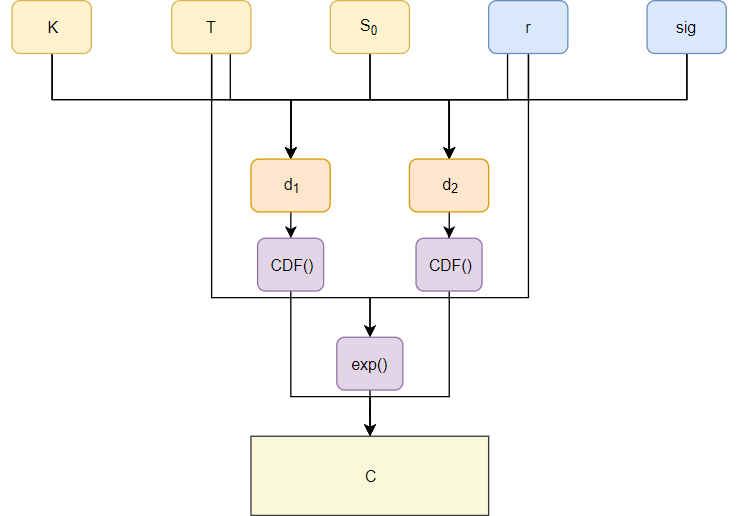 K
T
S₀
r
sig
d₁
d₂
CDF()
CDF()
exp()
C